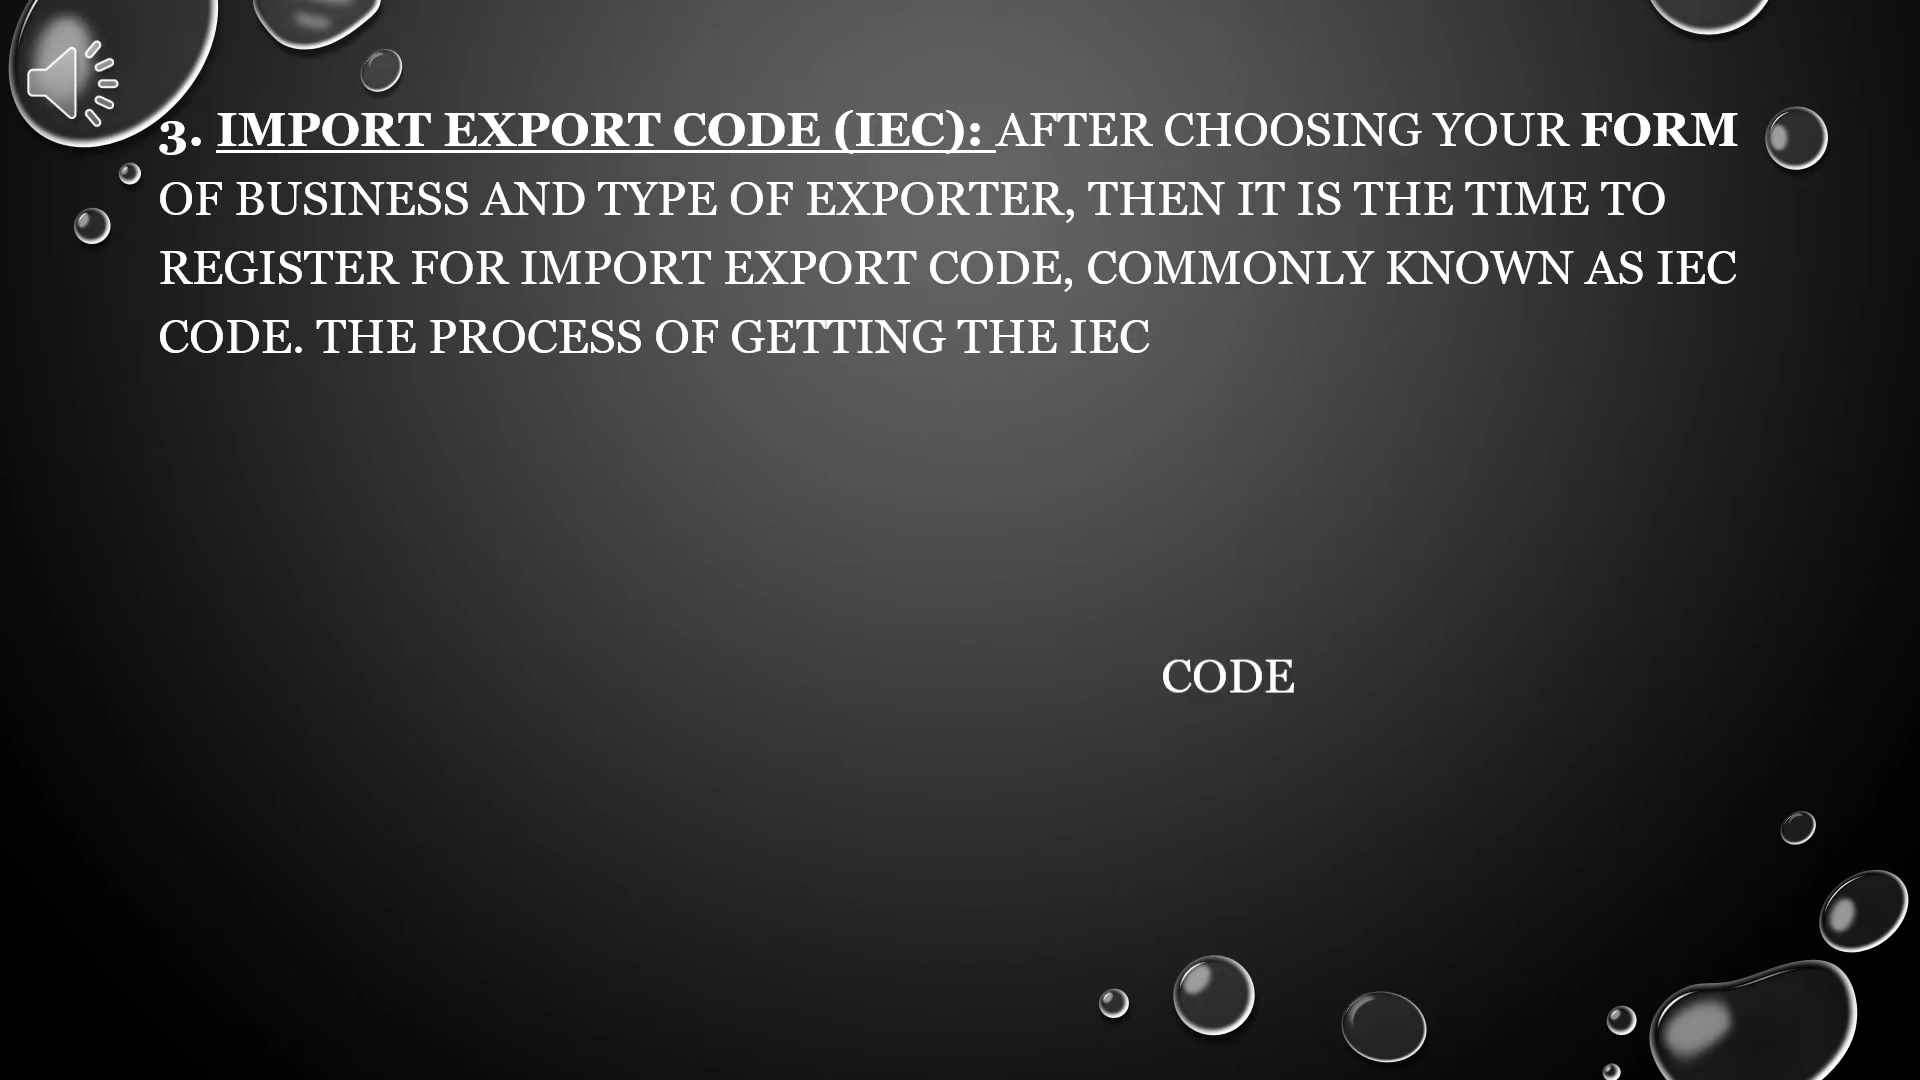 3. IMPORT EXPORT CODE (IEC): AFTER CHOOSING YOUR FORM
OF BUSINESS AND TYPE OF EXPORTER, THEN IT IS THE TIME TO
REGISTER FOR IMPORT EXPORT CODE, COMMONLY KNOWN AS IEC
CODE. THE PROCESS OF GETTING THE IEC
CODE